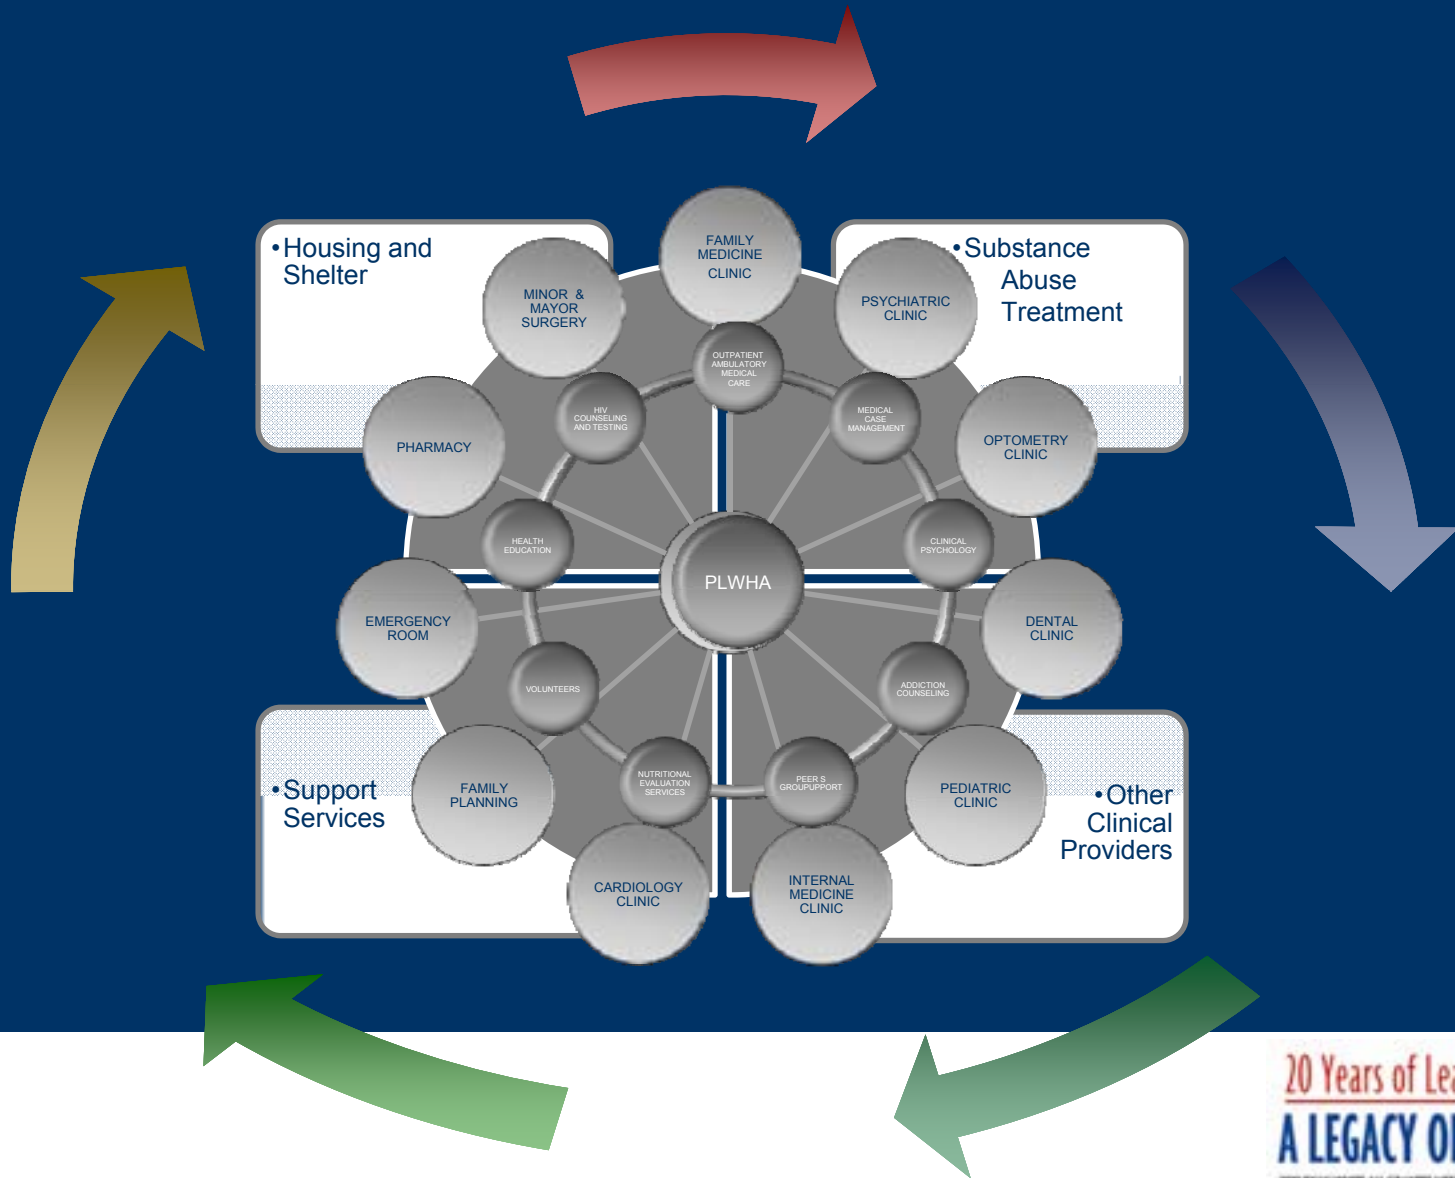 •Housing and
Shelter
•Substance
Abuse
Treatment
FAMILY
MEDICINE
CLINIC
MINOR &
MAYOR
SURGERY
PSYCHIATRIC
CLINIC
PHARMACY
OPTOMETRY
CLINIC
EMERGENCY
ROOM
DENTAL
CLINIC
FAMILY
PLANNING
PEDIATRIC
CLINIC
CARDIOLOGY
CLINIC
INTERNAL
MEDICINE
CLINIC
OUTPATIENT
AMBULATORY
MEDICAL
CARE
HIV
COUNSELING
AND TESTING
MEDICAL
CASE
MANAGEMENT
HEALTH
EDUCATION
CLINICAL
PSYCHOLOGY
PLWHA
VOLUNTEERS
ADDICTION
COUNSELING
NUTRITIONAL
EVALUATION
SERVICES
PEER S
GROUPUPPORT
•Support
Services
•Other
Clinical
Providers
20 Years of Lea
A LEGACY O